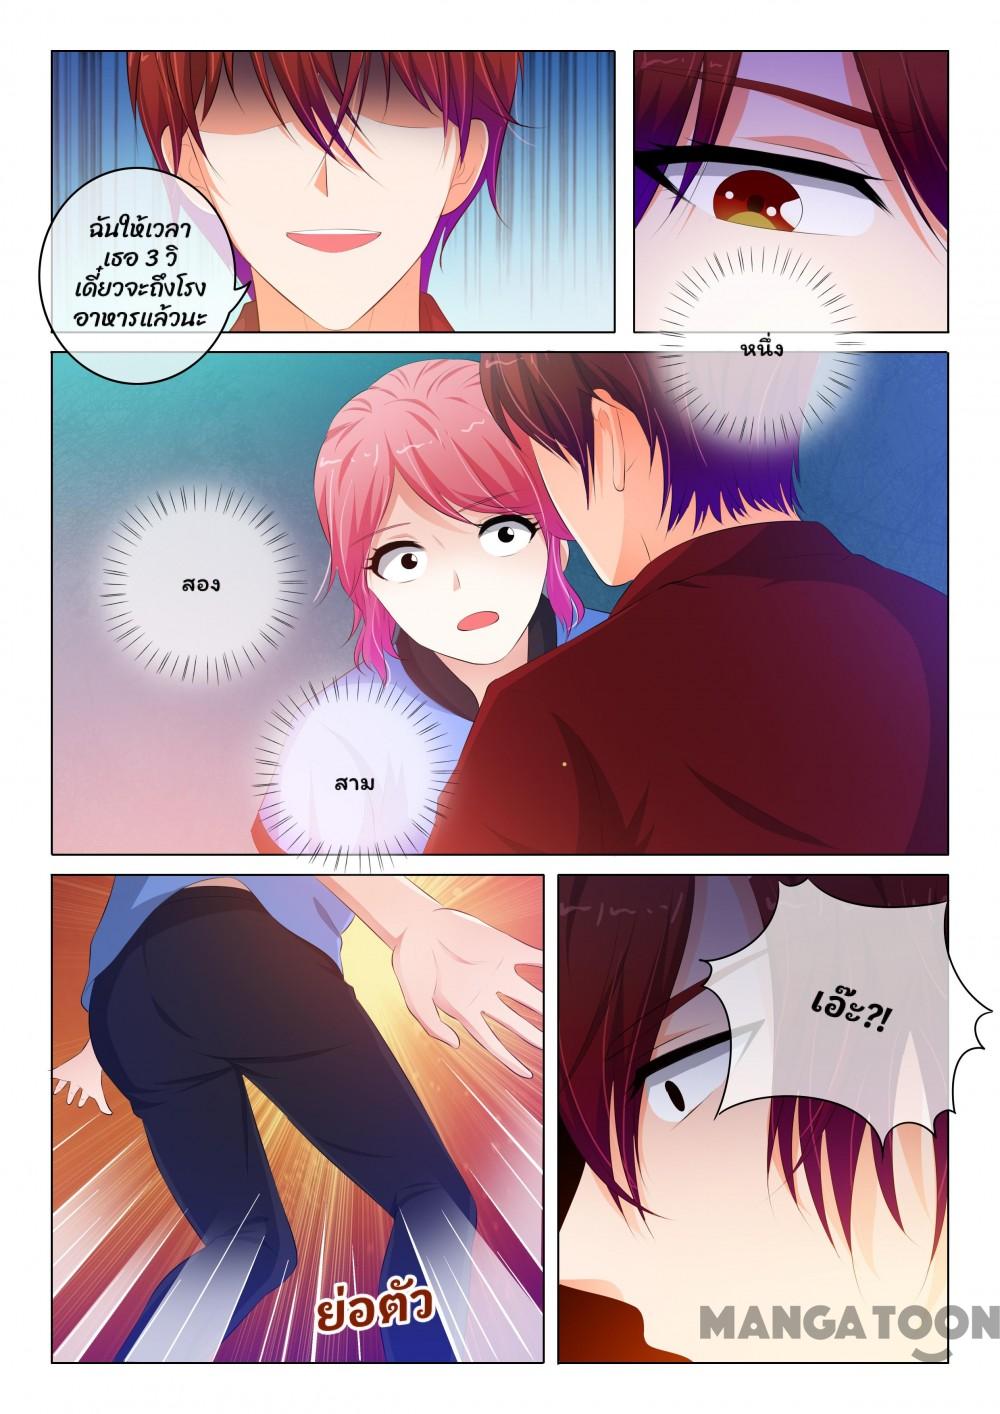 ฉันให้เวลา
เธอ 3 วิ
เดี๋ยวจะถึงโรง
อาหารแล้วนะ
หนึ่ง
สอง
สาม
ย่อตัว
เอ๊ะ?!
MANGATOON